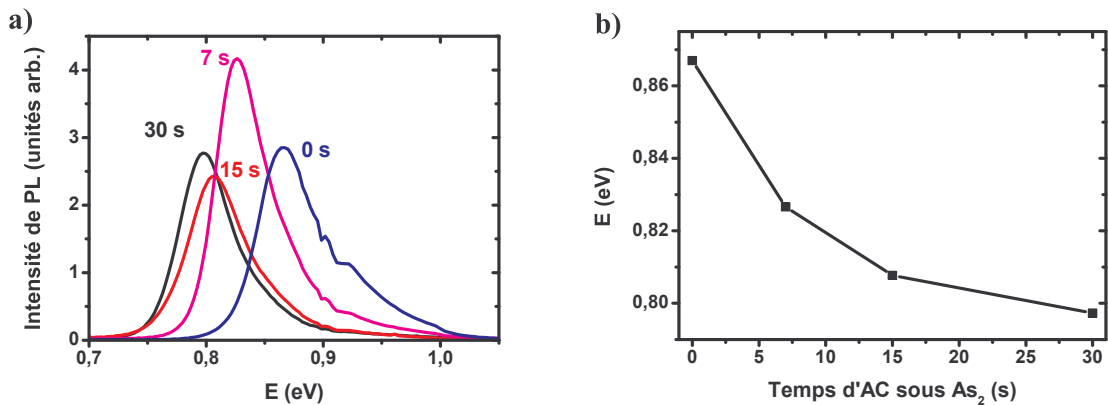 a)
Intensité de PL (unités arb.)
4
3
2
1
0
7 s
30 s
15 s
0 s
0,7
0,8
0,9
1,0
E (eV)
b)
E (eV)
0,86
0,84
0,82
0,80
0
5
10
15
20
25
30
Temps d'AC sous As₂ (s)